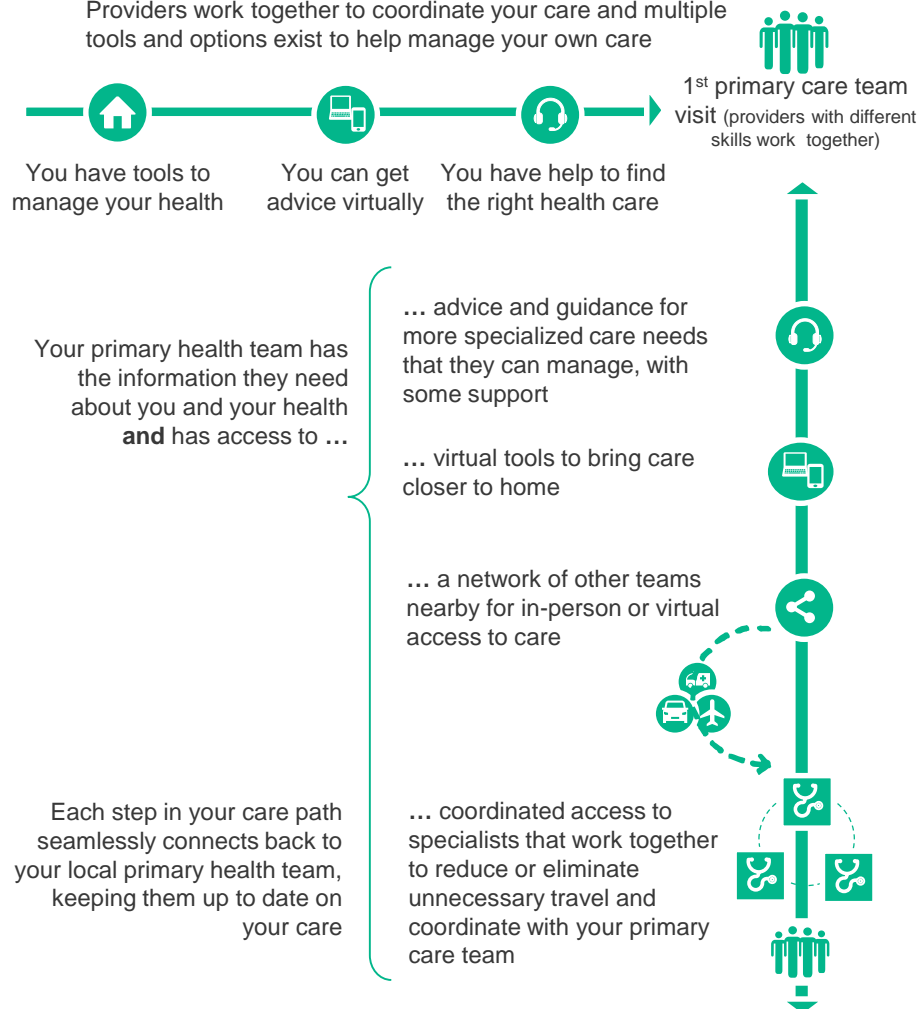 Providers work together to coordinate your care and multiple
tools and options exist to help manage your own care
1st primary care team
visit (providers with different
skills work together)
You have tools to
manage your health
You can get
advice virtually
You have help to find
the right health care
Your primary health team has
the information they need
about you and your health
and has access to …
… advice and guidance for
more specialized care needs
that they can manage, with
some support
… virtual tools to bring care
closer to home
… a network of other teams
nearby for in-person or virtual
access to care
Each step in your care path
seamlessly connects back to
your local primary health team,
keeping them up to date on
your care
… coordinated access to
specialists that work together
to reduce or eliminate
unnecessary travel and
coordinate with your primary
care team